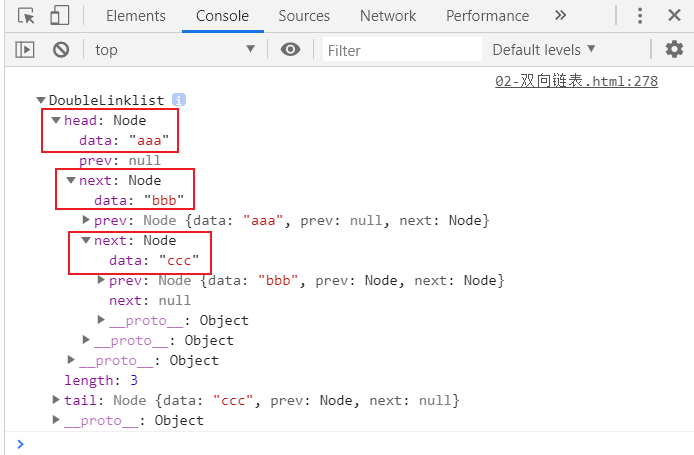 Elements Console Sources Network Performance »
top Filter Default levels
02-双向链表.html:278
DoubleLinklist i
head: Node
data: "aaa"
prev: null
next: Node
data: "bbb"
prev: Node {data: "aaa", prev: null, next: Node}
next: Node
data: "ccc"
prev: Node {data: "bbb", prev: Node, next: Node}
next: null
__proto__: Object
__proto__: Object
__proto__: Object
length: 3
tail: Node {data: "ccc", prev: Node, next: null}
__proto__: Object